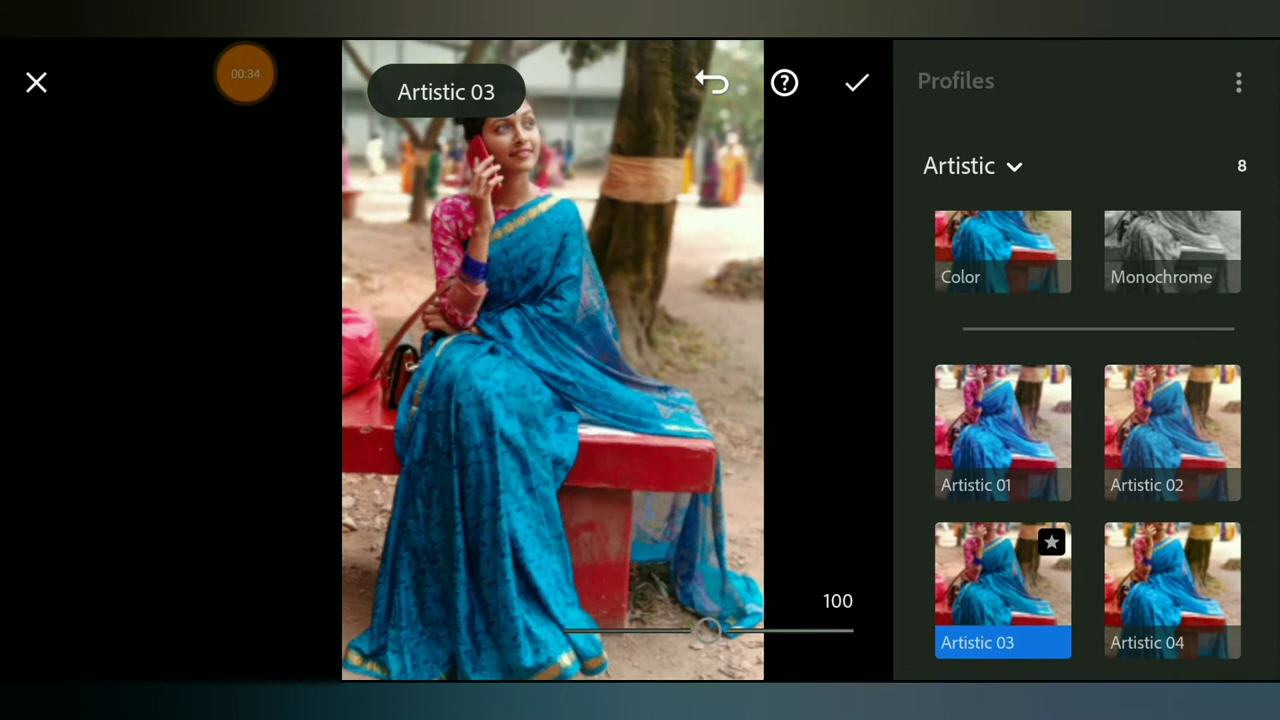 00:34
Artistic 03
Profiles
Artistic
8
Color
Monochrome
Artistic 01
Artistic 02
Artistic 03
Artistic 04
100